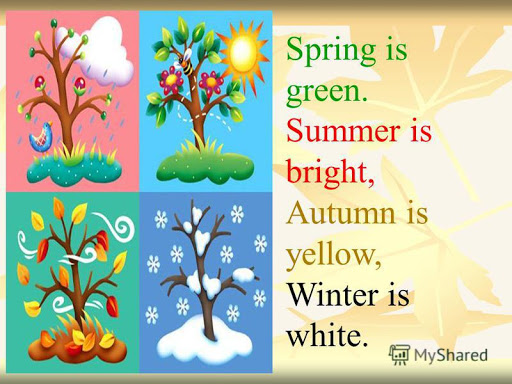 Spring is
green.
Summer is
bright,
Autumn is
yellow,
Winter is
white.
MyShared